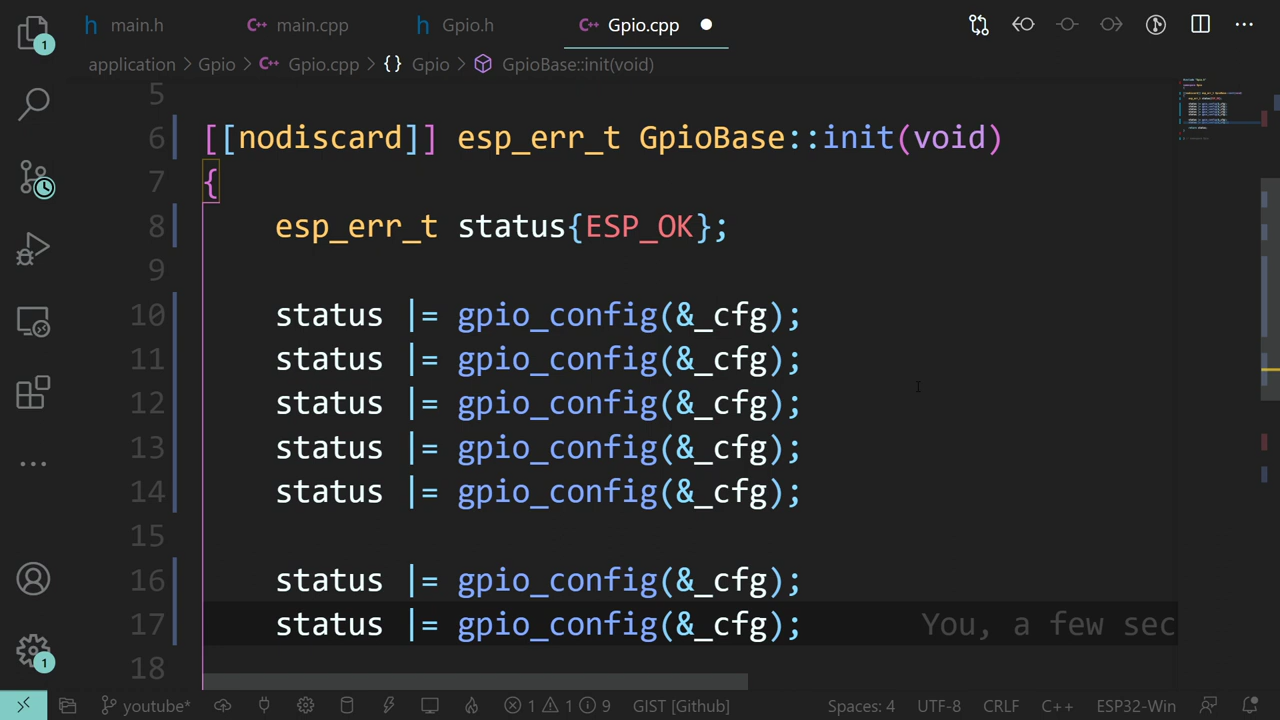 main.h
main.cpp
Gpio.h
Gpio.cpp
application > Gpio > Gpio.cpp > {} Gpio > GpioBase::init(void)
5
6 [[nodiscard]] esp_err_t GpioBase::init(void)
7 {
8 esp_err_t status{ESP_OK};
9
10 status |= gpio_config(&_cfg);
11 status |= gpio_config(&_cfg);
12 status |= gpio_config(&_cfg);
13 status |= gpio_config(&_cfg);
14 status |= gpio_config(&_cfg);
15
16 status |= gpio_config(&_cfg);
17 status |= gpio_config(&_cfg); You, a few sec
18
1
1
youtube* 1 1 9 GIST [Github] Spaces: 4 UTF-8 CRLF C++ ESP32-Win